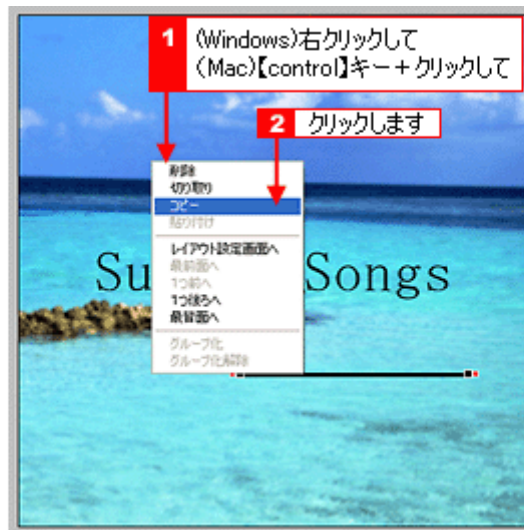 1 (Windows)右クリックして
(Mac)【control】キー+クリックして
2 クリックします
削除
切り取り
コピー
貼り付け
レイアウト設定画面へ
最前面へ
1つ前へ
1つ後ろへ
最背面へ
グループ化
グループ化解除
Su Songs